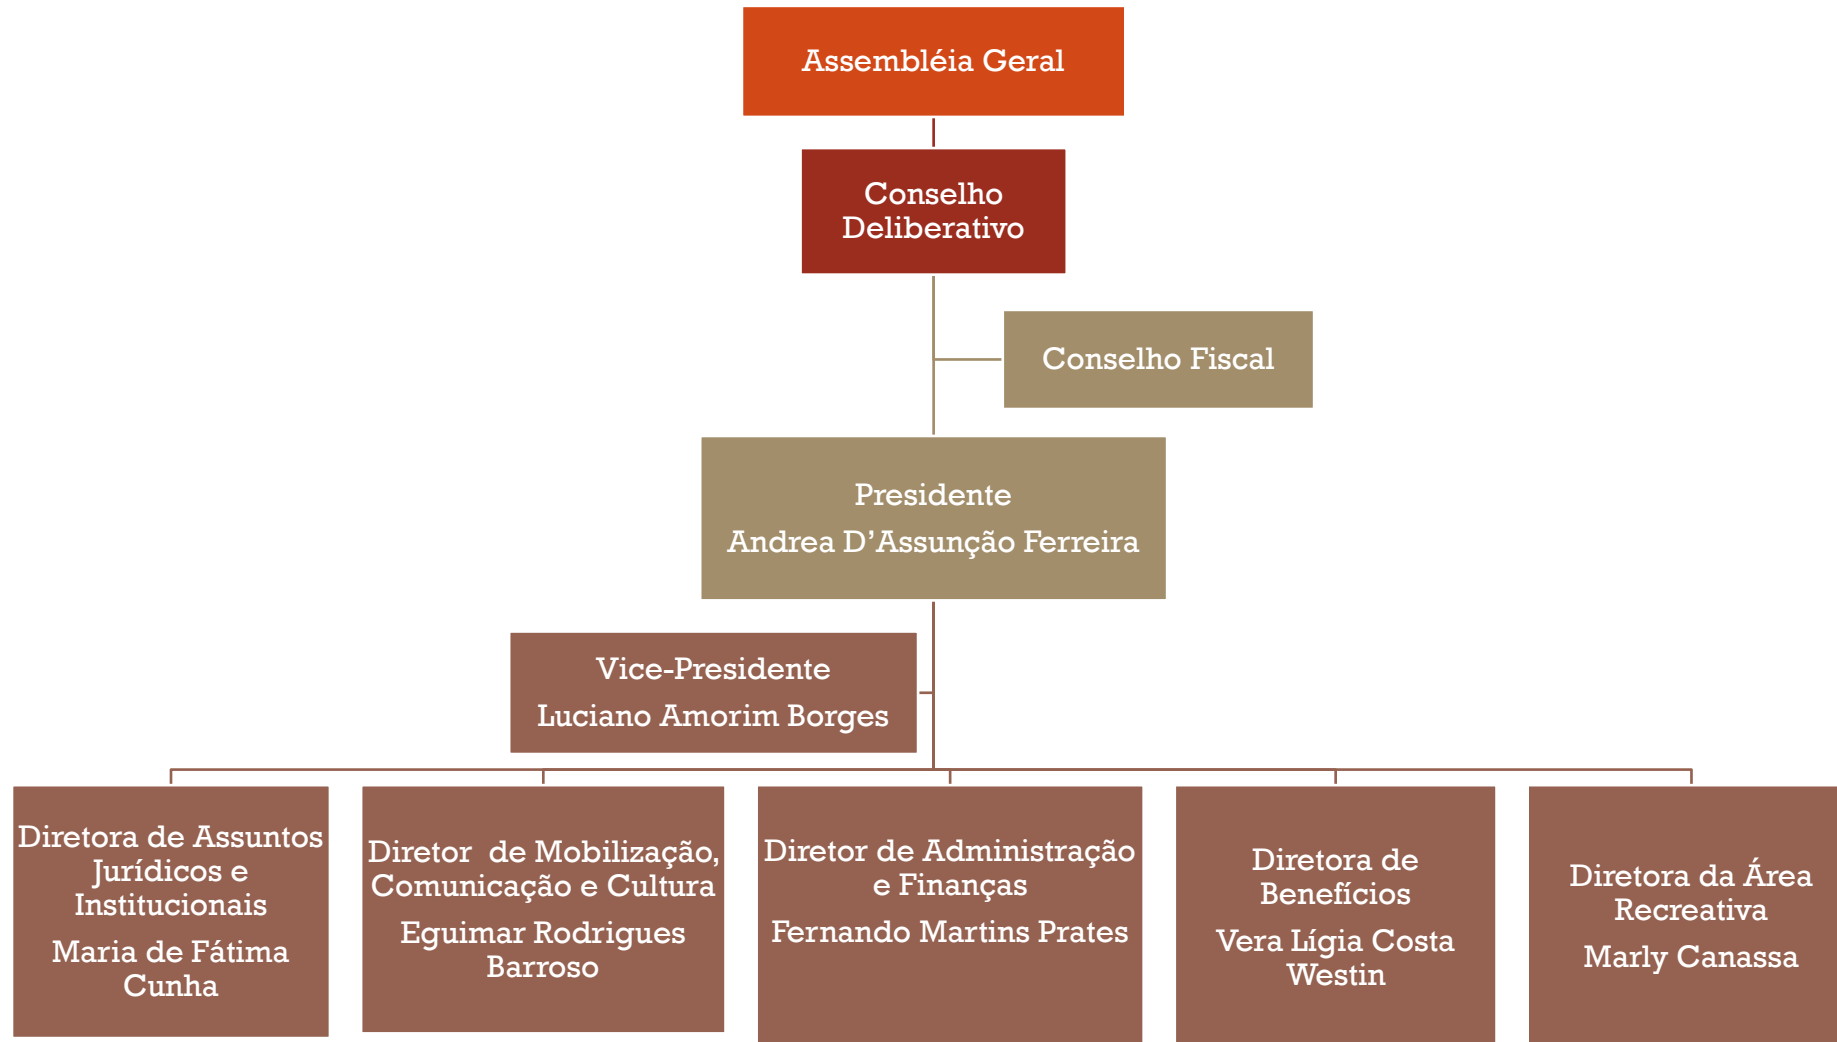 Assembléia Geral
Conselho
Deliberativo
Conselho Fiscal
Presidente
Andrea D’Assunção Ferreira
Vice-Presidente
Luciano Amorim Borges
Diretora de Assuntos
Jurídicos e
Institucionais
Maria de Fátima
Cunha
Diretor  de Mobilização,
Comunicação e Cultura
Eguimar Rodrigues
Barroso
Diretor de Administração
e Finanças
Fernando Martins Prates
Diretora de
Benefícios
Vera Lígia Costa
Westin
Diretora da Área
Recreativa
Marly Canassa